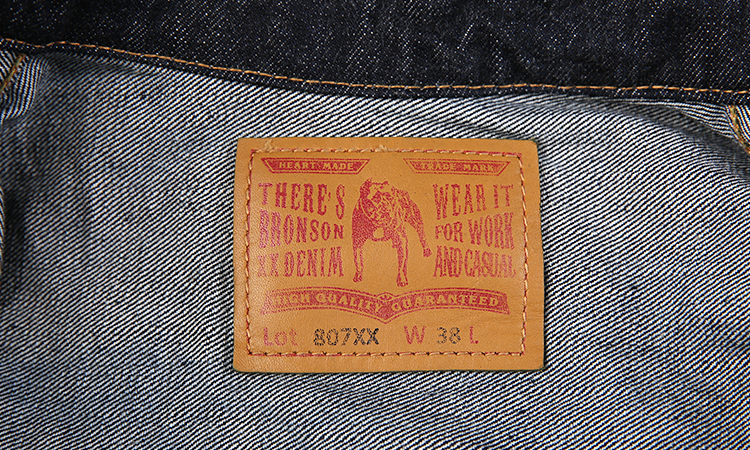 HEART MADE
TRADE MARK
THERE'S
BRONSON
XX DENIM
WEAR IT
FOR WORK
AND CASUAL
HIGH QUALITY GUARANTEED
Lot 807XX W 38 L